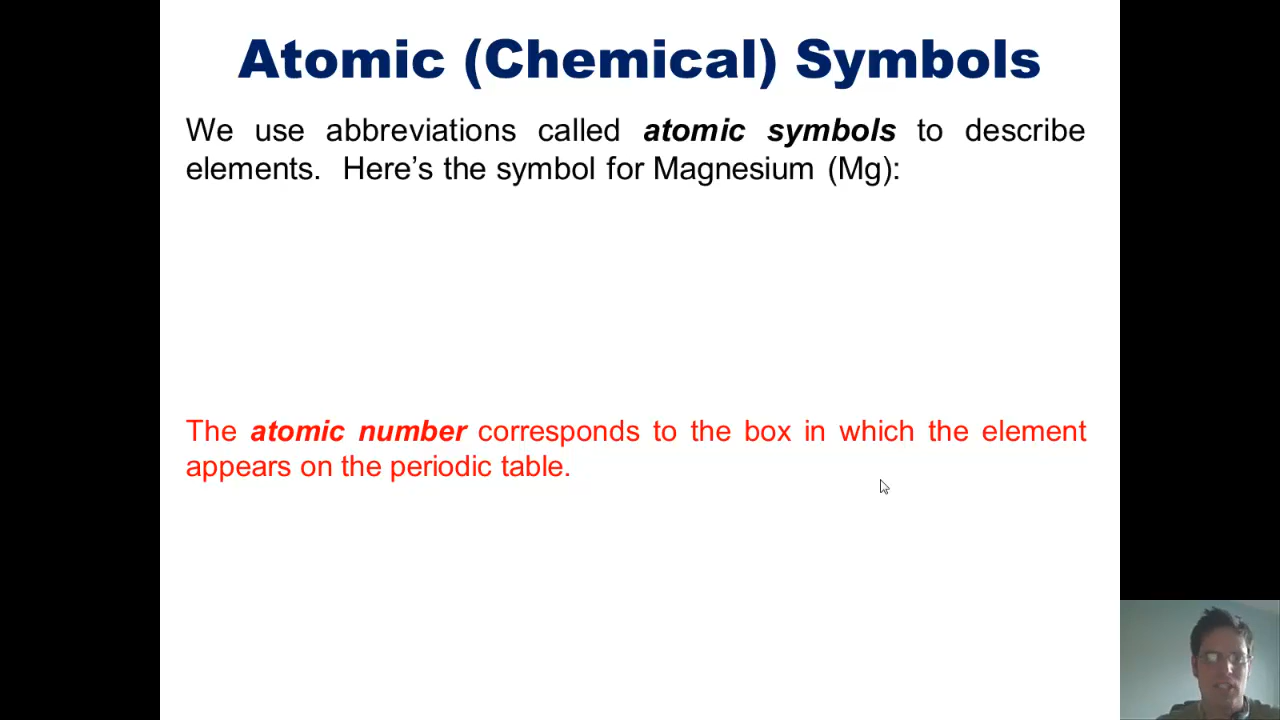 Atomic (Chemical) Symbols
We use abbreviations called atomic symbols to describe
elements. Here’s the symbol for Magnesium (Mg):
The atomic number corresponds to the box in which the element
appears on the periodic table.